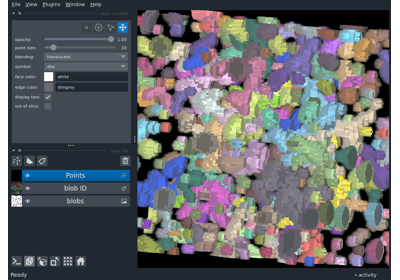 File View Plugins Window Help
opacity: 1.00
point size: 10
blending: translucent
symbol: disc
face color: white
edge color: dimgrey
display text:
out of slice:
Points
blob ID
blobs
Ready
activity